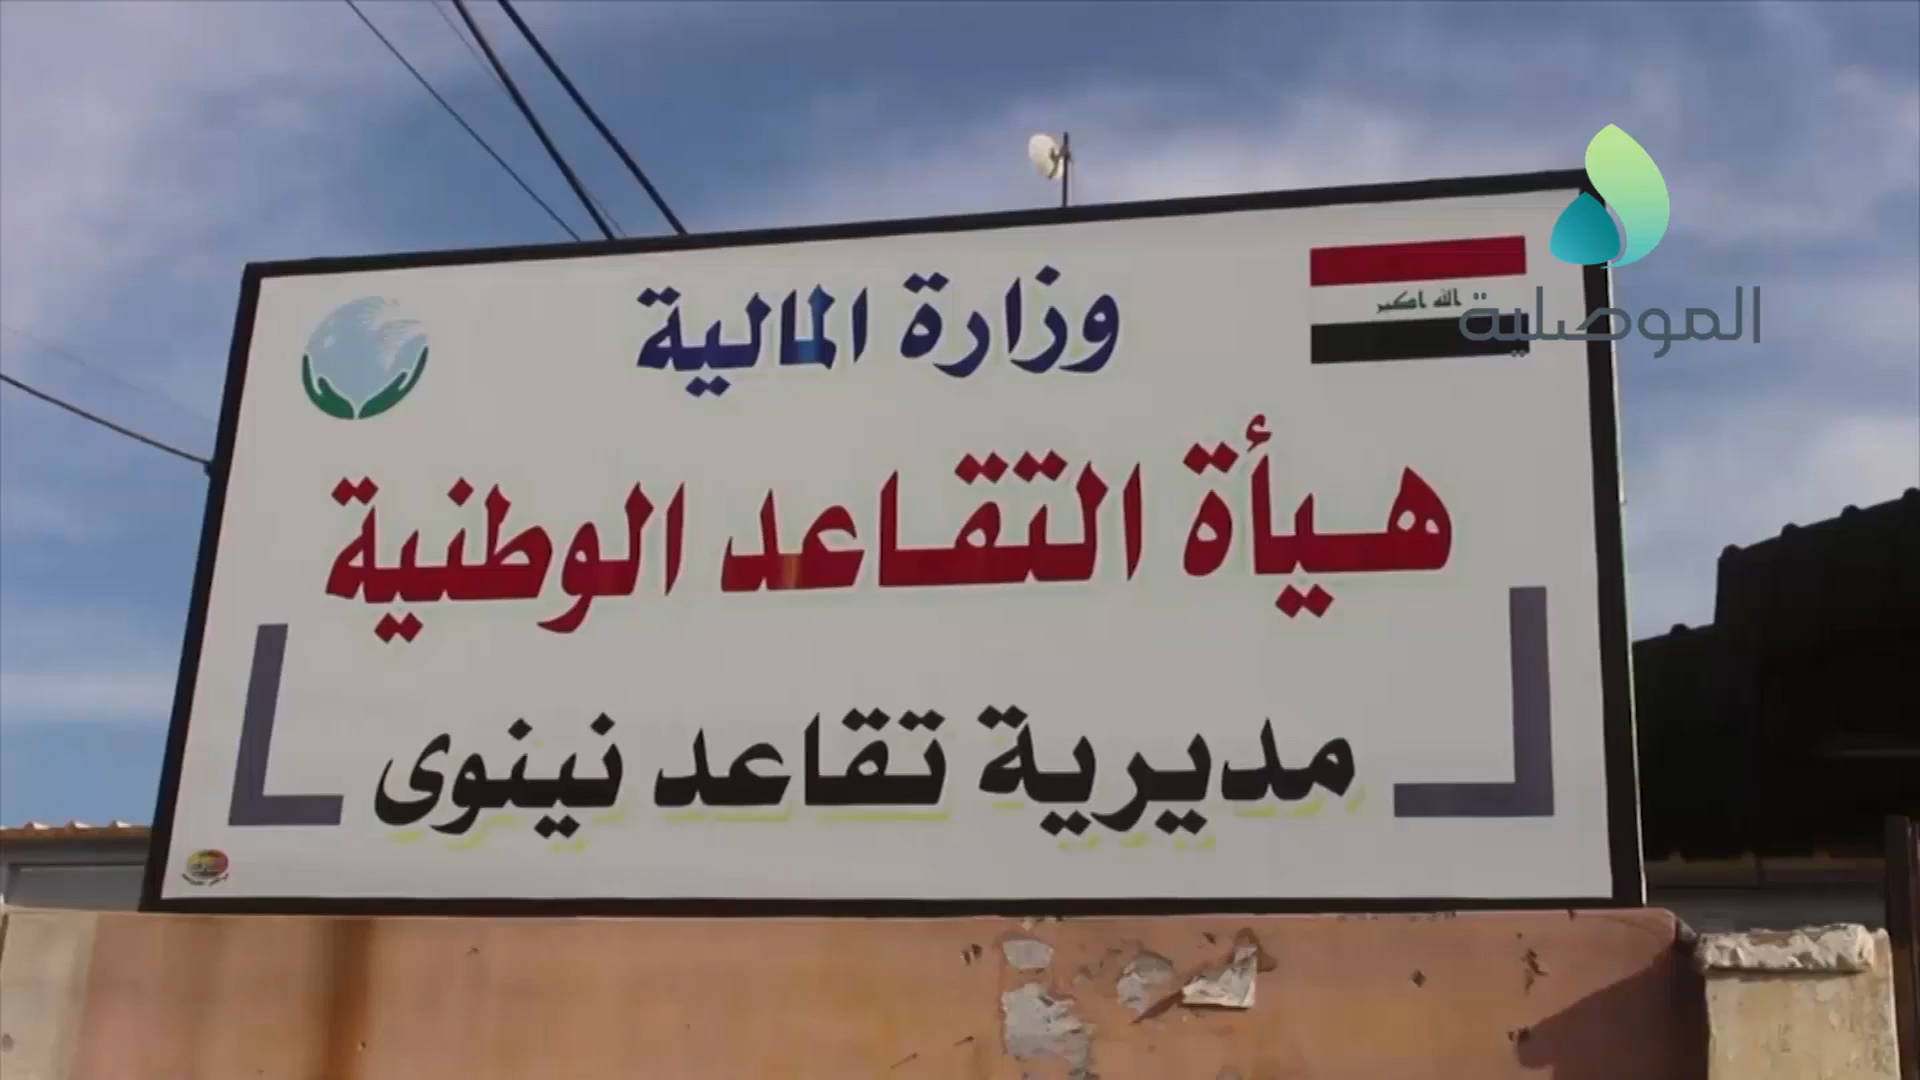 وزارة المالية
الله اكبر
الموصلية
هيأة التقاعد الوطنية
مديرية تقاعد نينوى